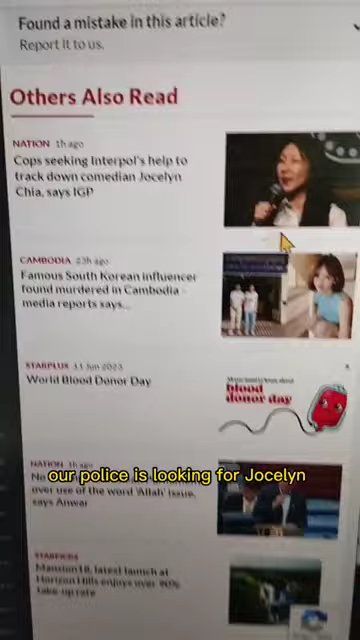 Found a mistake in this article?
Report it to us.
Others Also Read
NATION 1h ago
Cops seeking Interpol's help to
track down comedian Jocelyn
Chia, says IGP
CAMBODIA 23h ago
Famous South Korean influencer
found murdered in Cambodia -
media reports says...
STARPLUS 11 Jun 2023
World Blood Donor Day
blood
donor day
our police is looking for Jocelyn
NATION 1h ago
No
over use of the word 'Allah' issue,
says Anwar
Mansion18, latest launch at
Horizon Hills enjoys over 90%
take-up rate